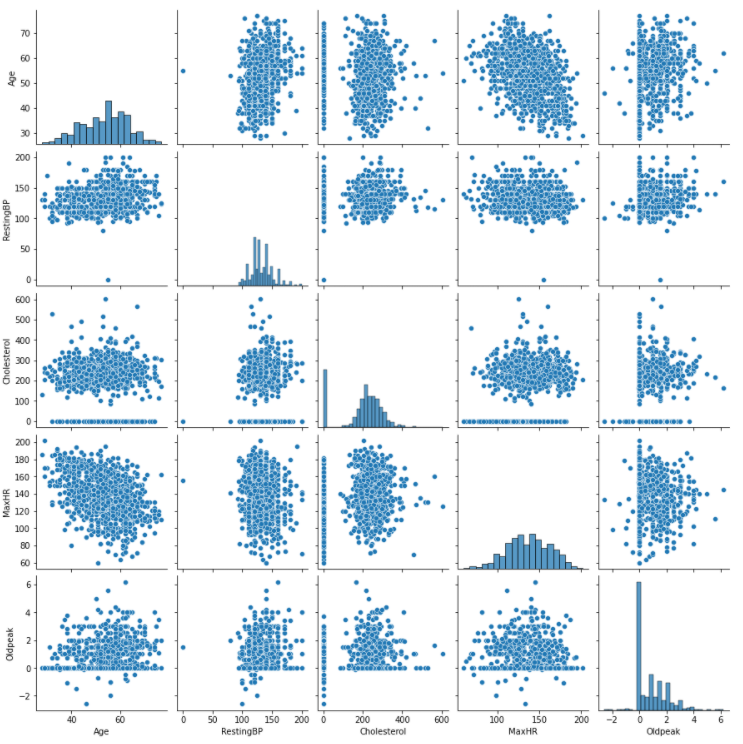 70
60
50
40
30
Age
200
150
100
50
0
RestingBP
600
500
400
300
200
100
0
Cholesterol
200
180
160
140
120
100
80
60
MaxHR
6
4
2
0
−2
Oldpeak
40 60
Age
0 50 100 150 200
RestingBP
0 200 400 600
Cholesterol
100 150 200
MaxHR
−2 0 2 4 6
Oldpeak